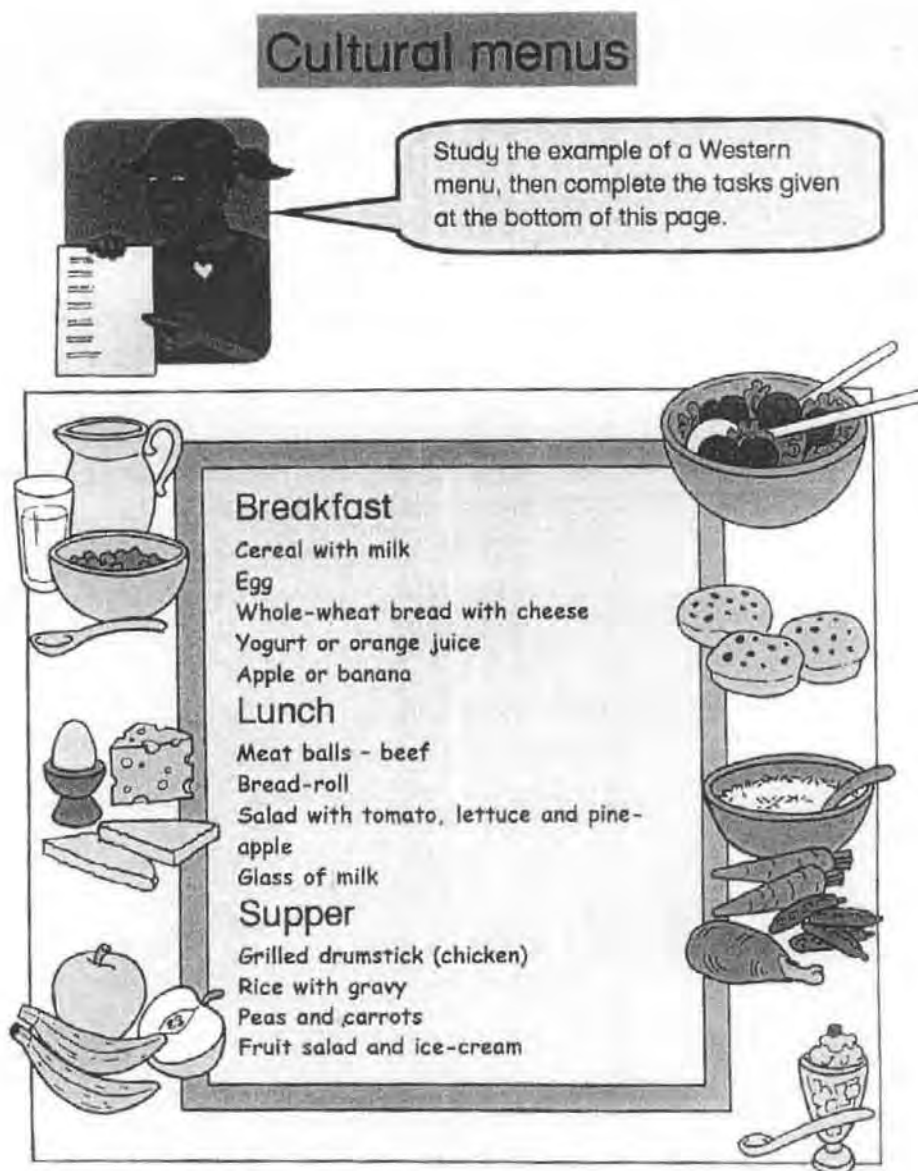 Cultural menus
Study the example of a Western
menu, then complete the tasks given
at the bottom of this page.
Breakfast
Cereal with milk
Egg
Whole-wheat bread with cheese
Yogurt or orange juice
Apple or banana
Lunch
Meat balls - beef
Bread-roll
Salad with tomato, lettuce and pine-
apple
Glass of milk
Supper
Grilled drumstick (chicken)
Rice with gravy
Peas and carrots
Fruit salad and ice-cream